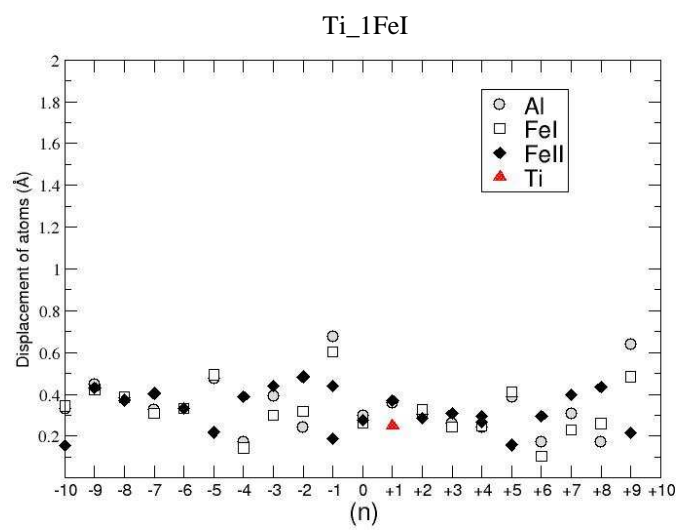 Ti_1FeI
2
1.8
1.6
1.4
1.2
1
0.8
0.6
0.4
0.2
Displacement of atoms (Å)
Al
FeI
FeII
Ti
-10 -9 -8 -7 -6 -5 -4 -3 -2 -1 0 +1 +2 +3 +4 +5 +6 +7 +8 +9 +10
(n)